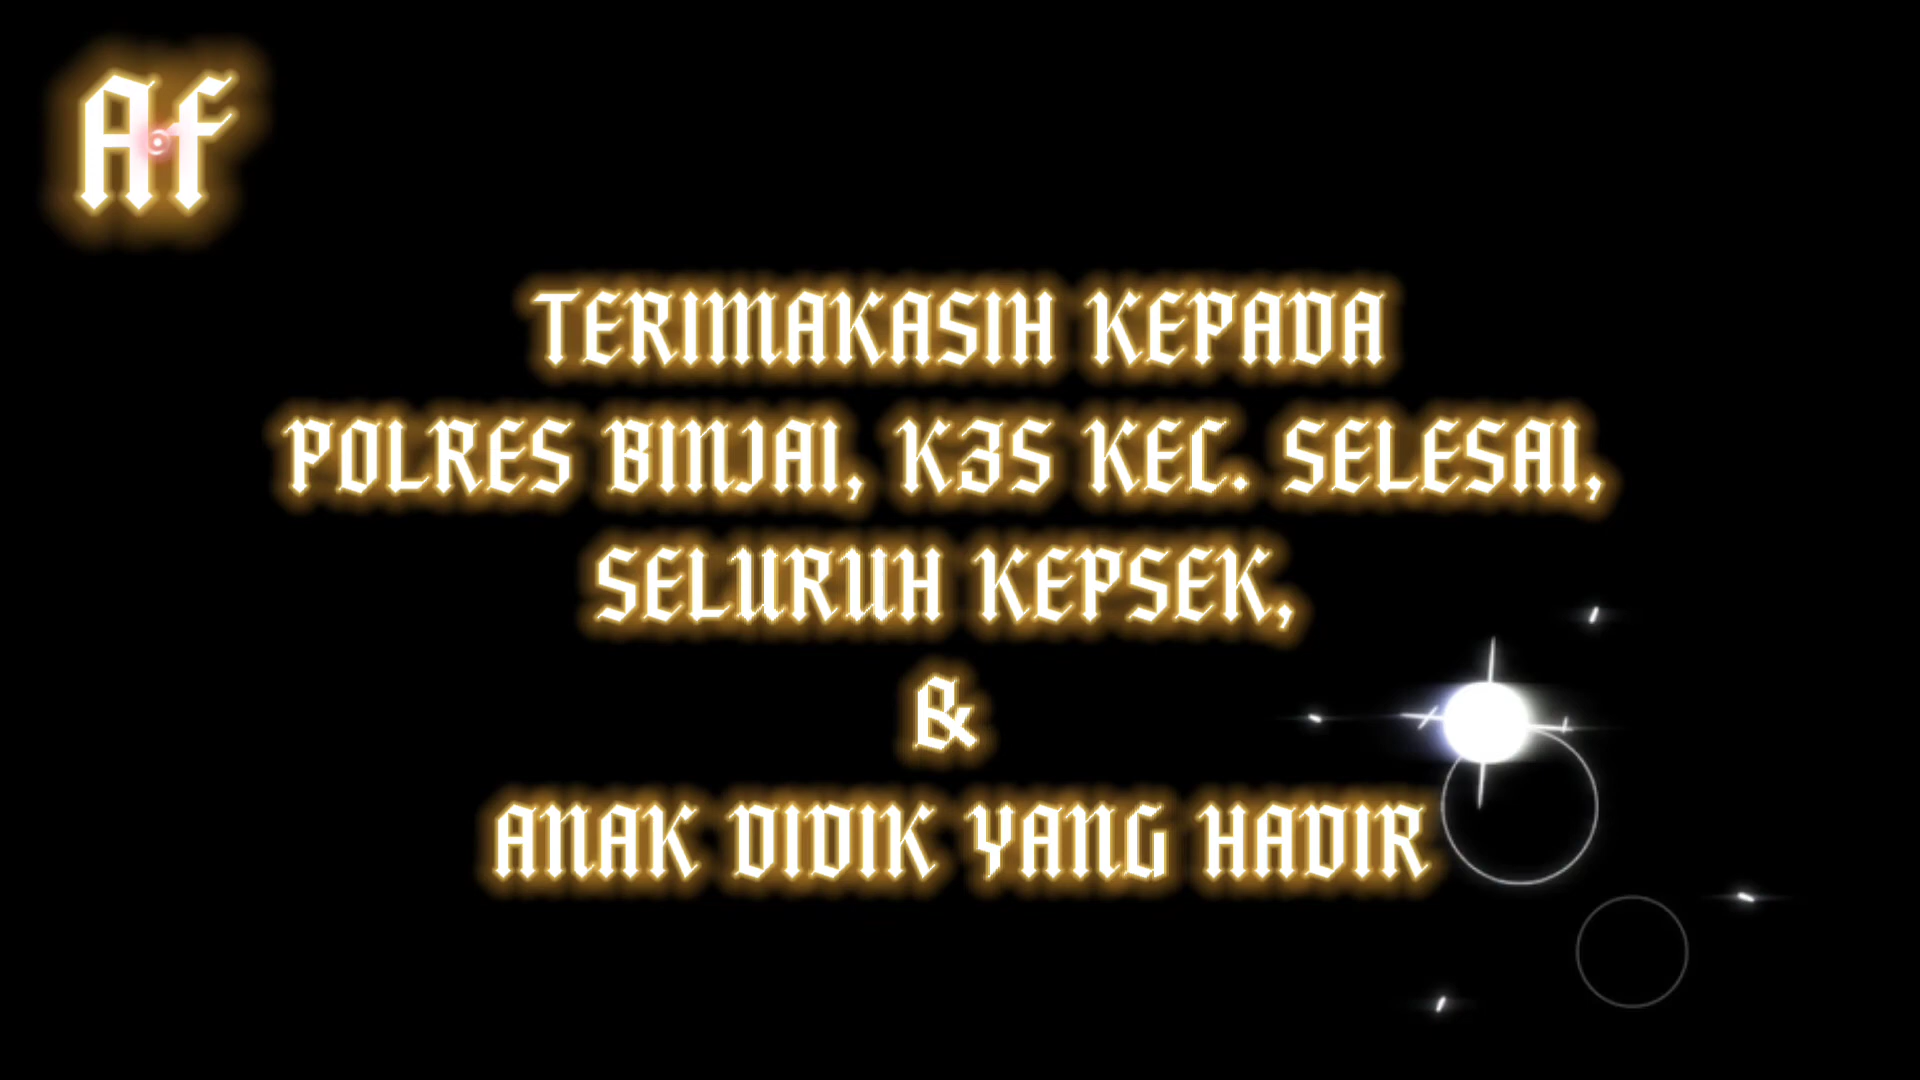 Af
TERIMAKASIH KEPADA
POLRES BINJAI, K3S KEC. SELESAI,
SELURUH KEPSEK,
&
ANAK DIDIK YANG HADIR